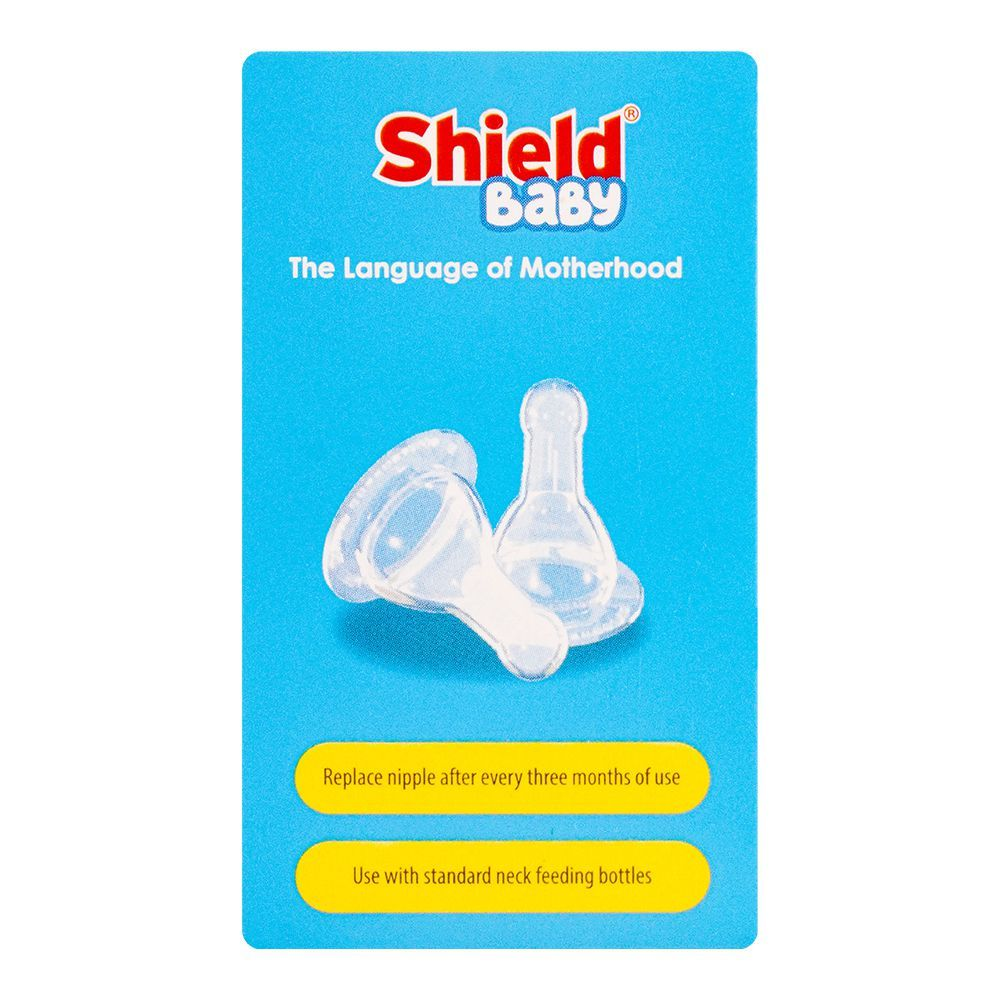 Shield®
Baby
The Language of Motherhood
Replace nipple after every three months of use
Use with standard neck feeding bottles